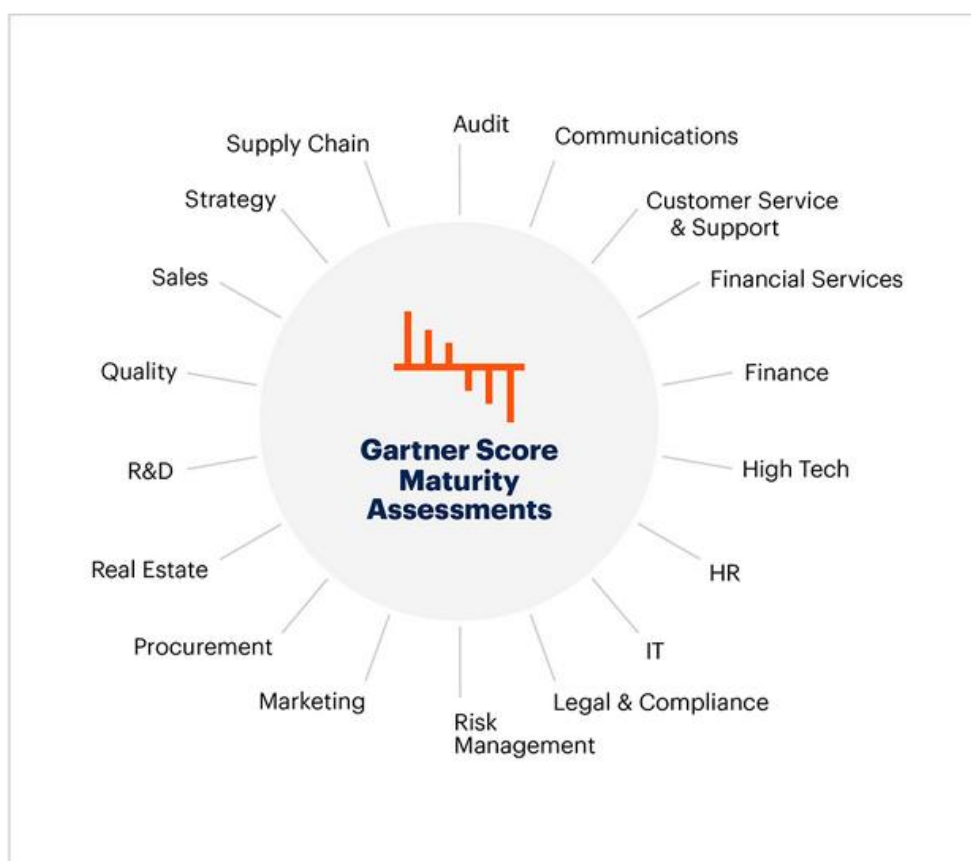 Audit
Communications
Customer Service
& Support
Financial Services
Finance
High Tech
HR
IT
Legal & Compliance
Risk
Management
Marketing
Procurement
Real Estate
R&D
Quality
Sales
Strategy
Supply Chain
Gartner Score
Maturity
Assessments